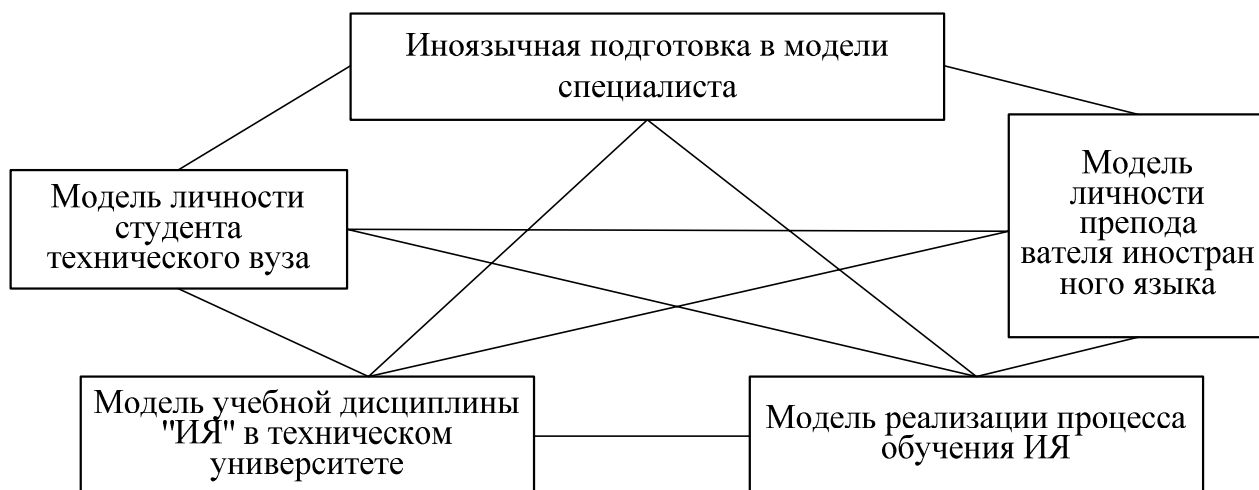 Иноязычная подготовка в модели
специалиста
Модель личности
студента
технического вуза
Модель
личности
препода
вателя иностран
ного языка
Модель учебной дисциплины
"ИЯ" в техническом
университете
Модель реализации процесса
обучения ИЯ